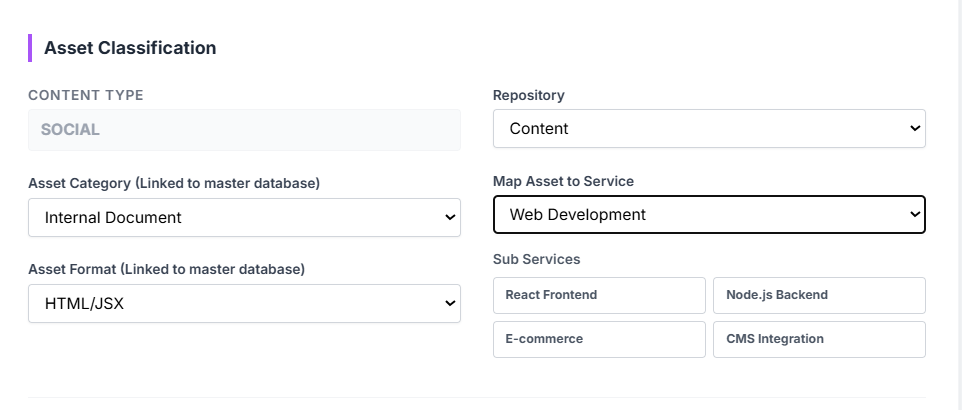 Asset Classification
CONTENT TYPE
SOCIAL
Asset Category (Linked to master database)
Internal Document
Asset Format (Linked to master database)
HTML/JSX
Repository
Content
Map Asset to Service
Web Development
Sub Services
React Frontend
Node.js Backend
E-commerce
CMS Integration